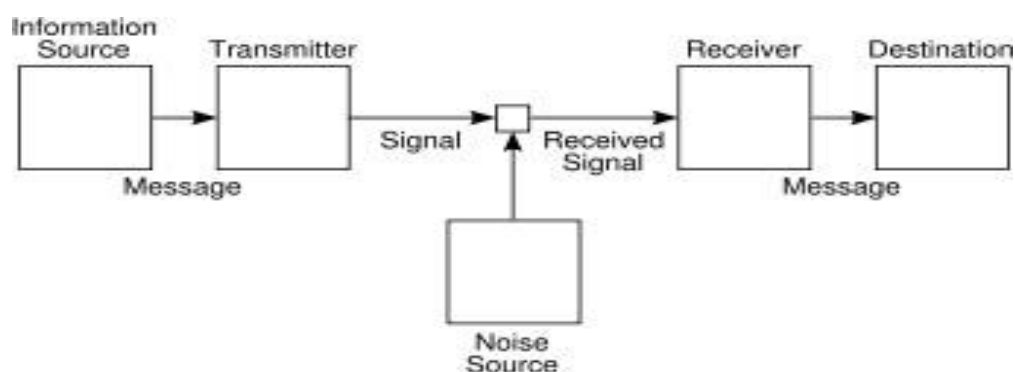 Information
Source
Transmitter
Receiver
Destination
Signal
Received
Signal
Message
Message
Noise
Source